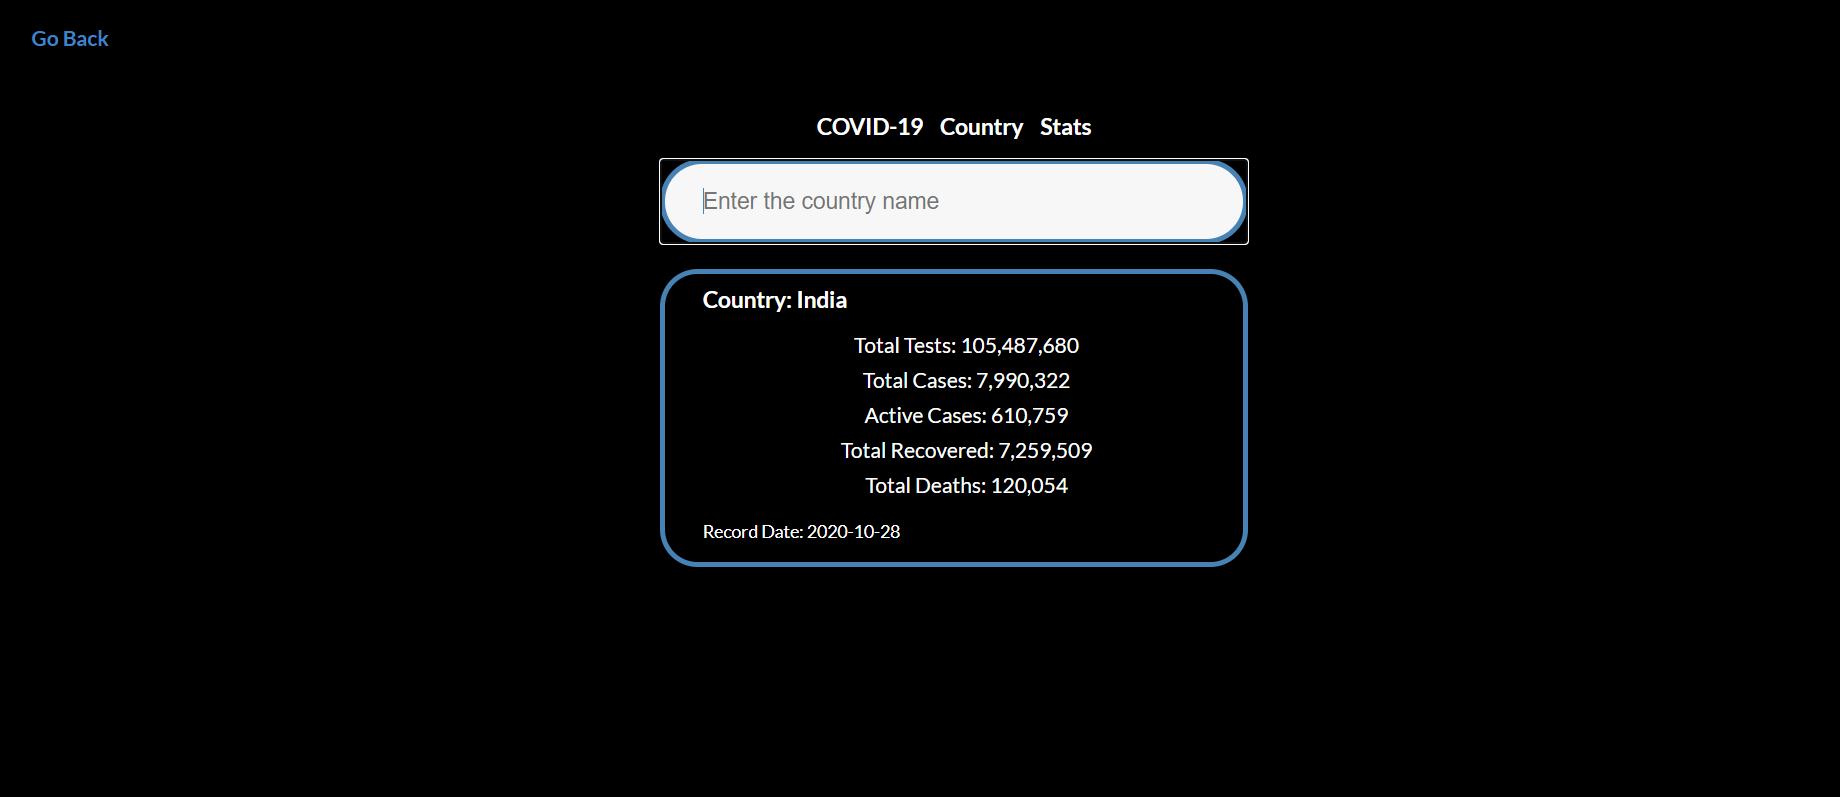 Go Back
COVID-19 Country Stats
Enter the country name
Country: India
Total Tests: 105,487,680
Total Cases: 7,990,322
Active Cases: 610,759
Total Recovered: 7,259,509
Total Deaths: 120,054
Record Date: 2020-10-28